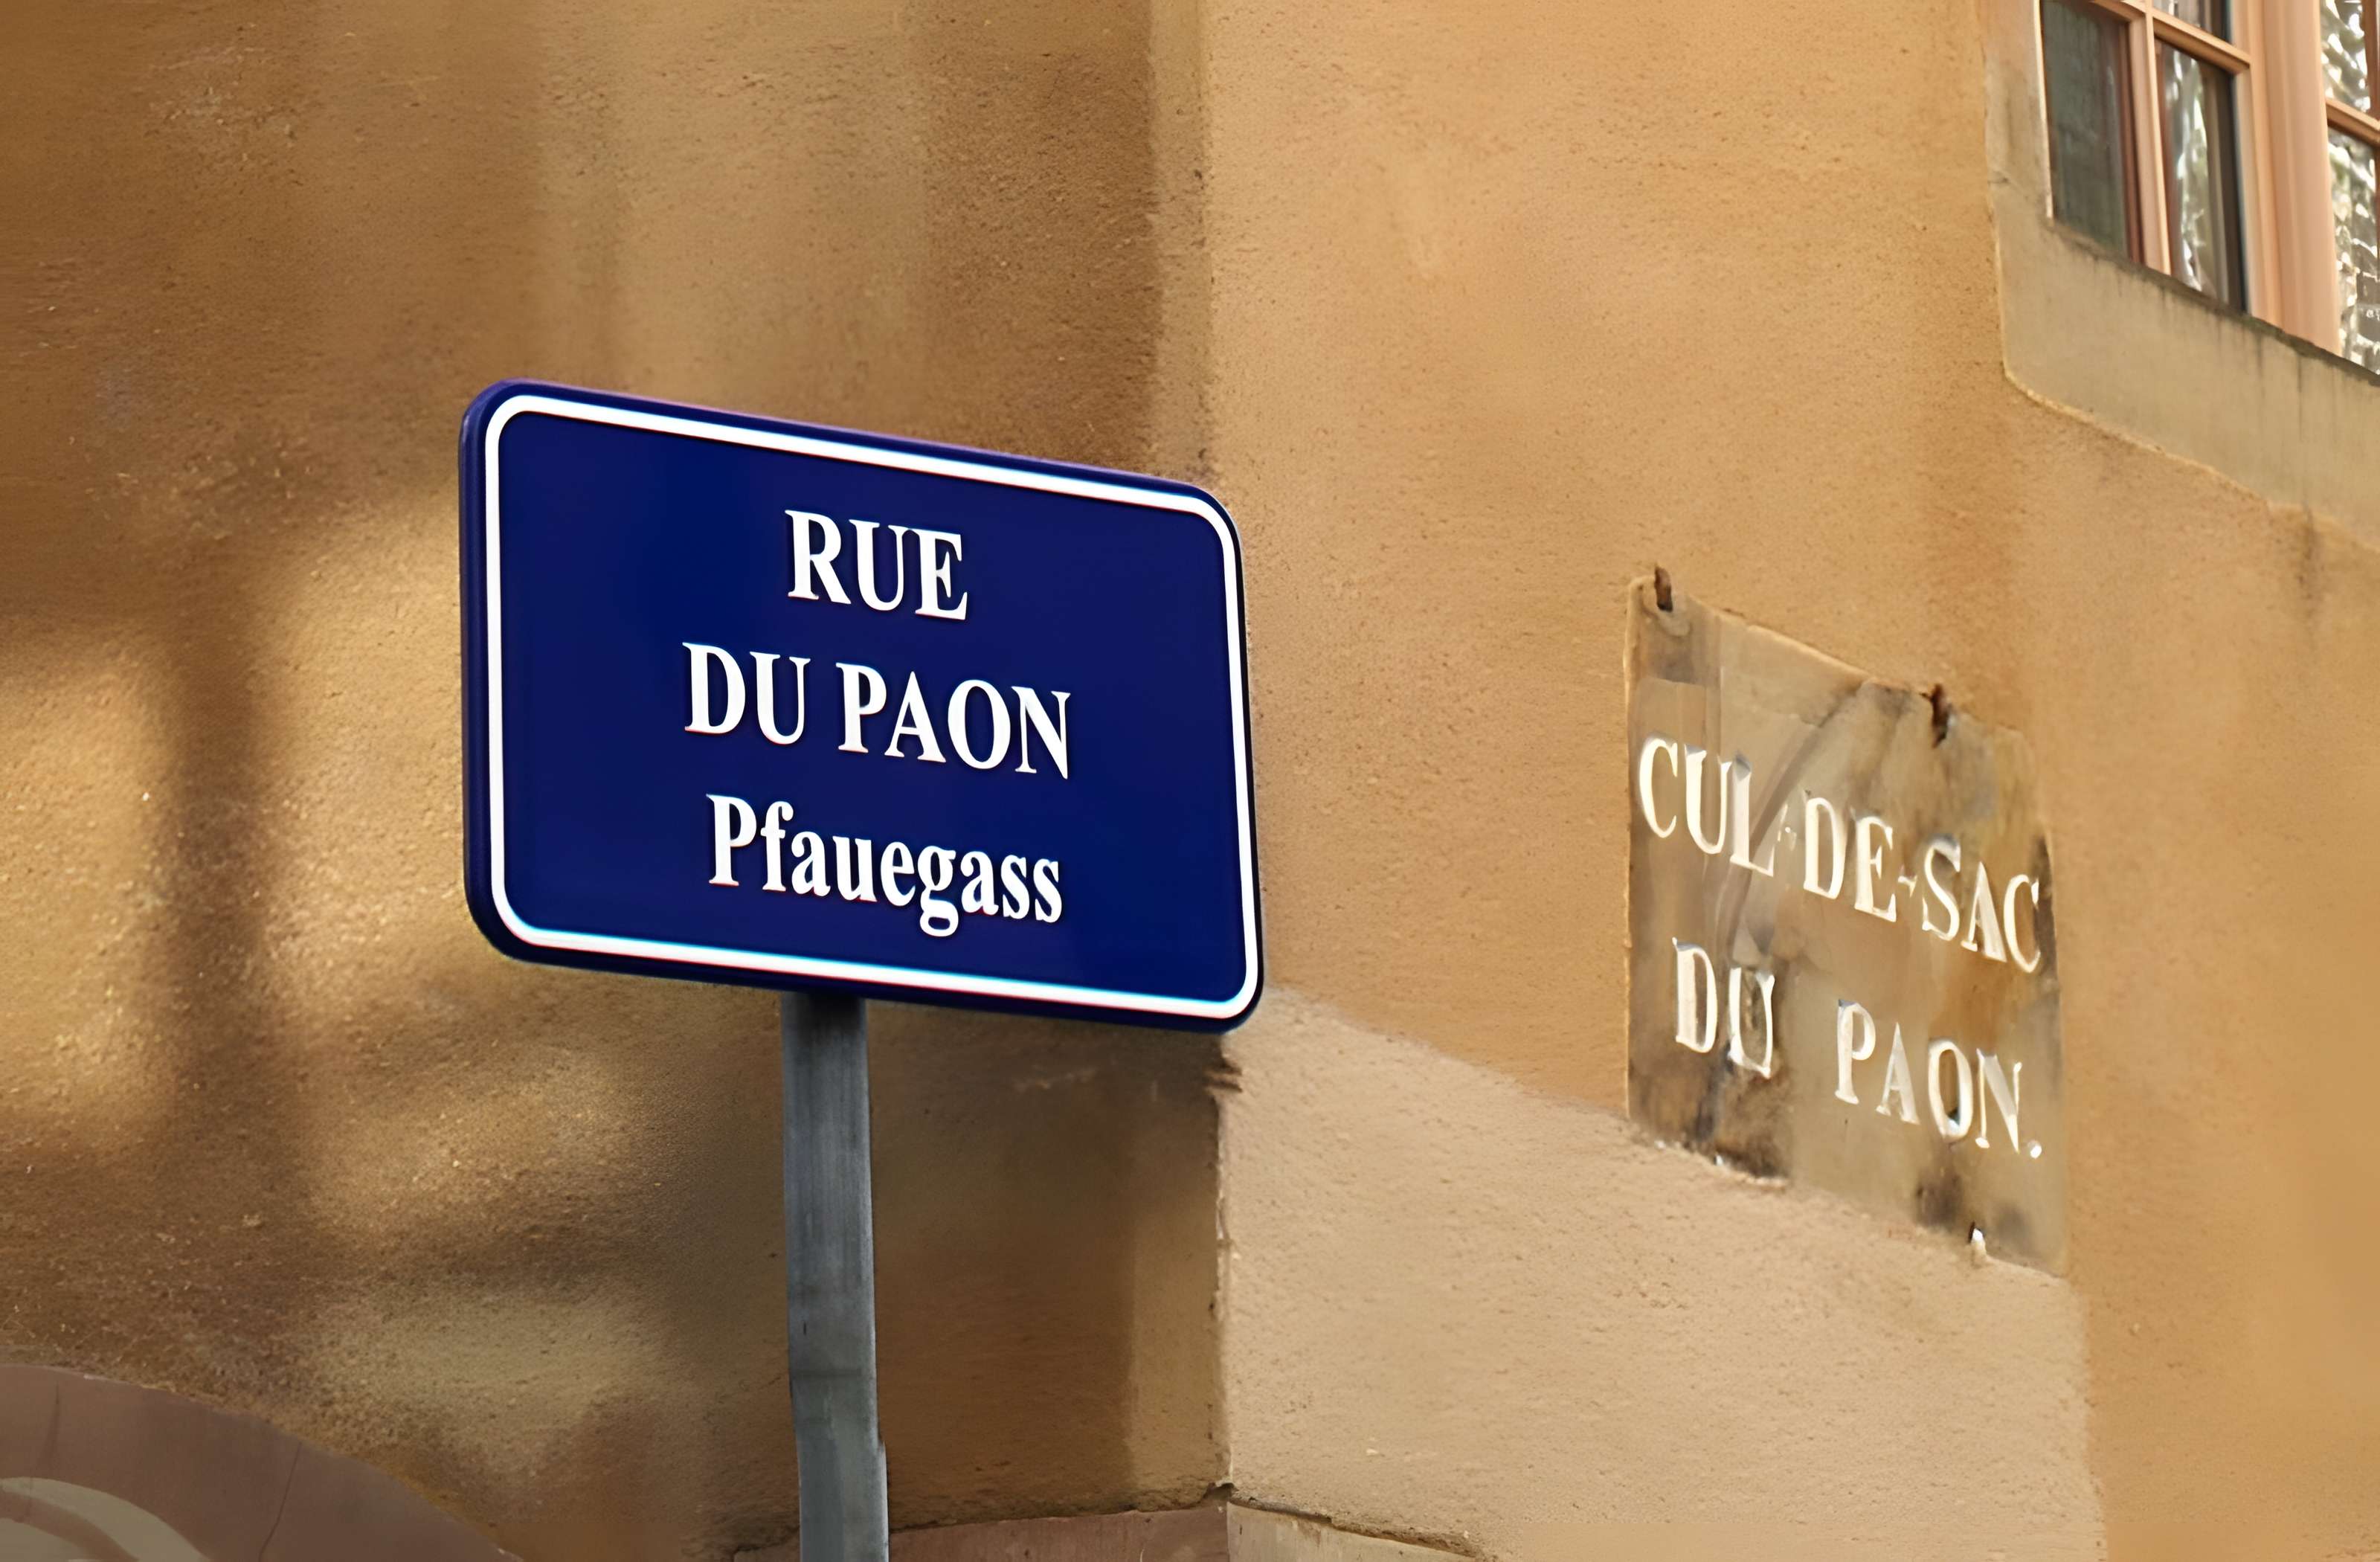 RUE
DU PAON
Pfauegass
CUL-DE-SAC
DU PAON.